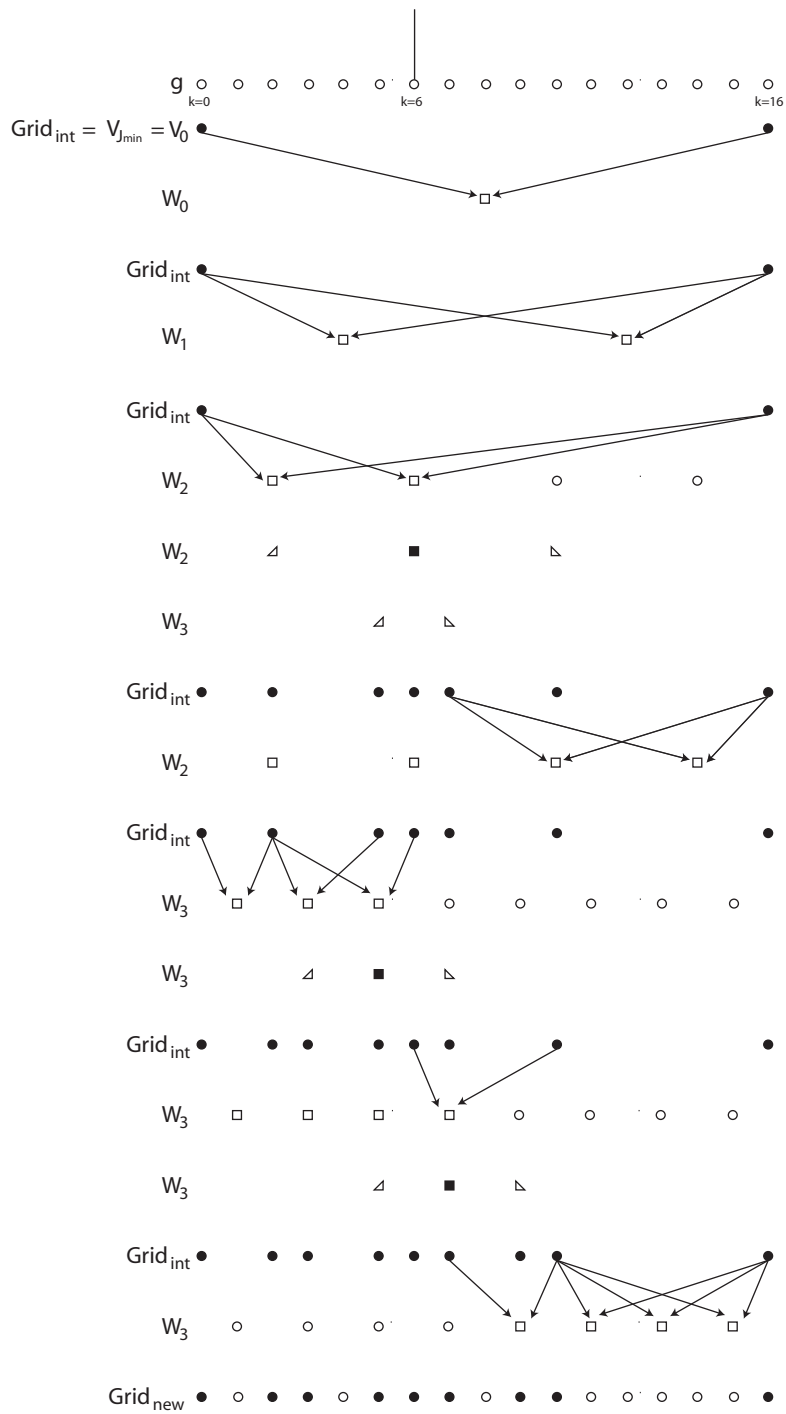 g
k=0 k=6 k=16
Grid_int = V_J_min = V_0
W_0
Grid_int
W_1
Grid_int
W_2
W_2
W_3
Grid_int
W_2
Grid_int
W_3
W_3
Grid_int
W_3
W_3
Grid_int
W_3
Grid_new